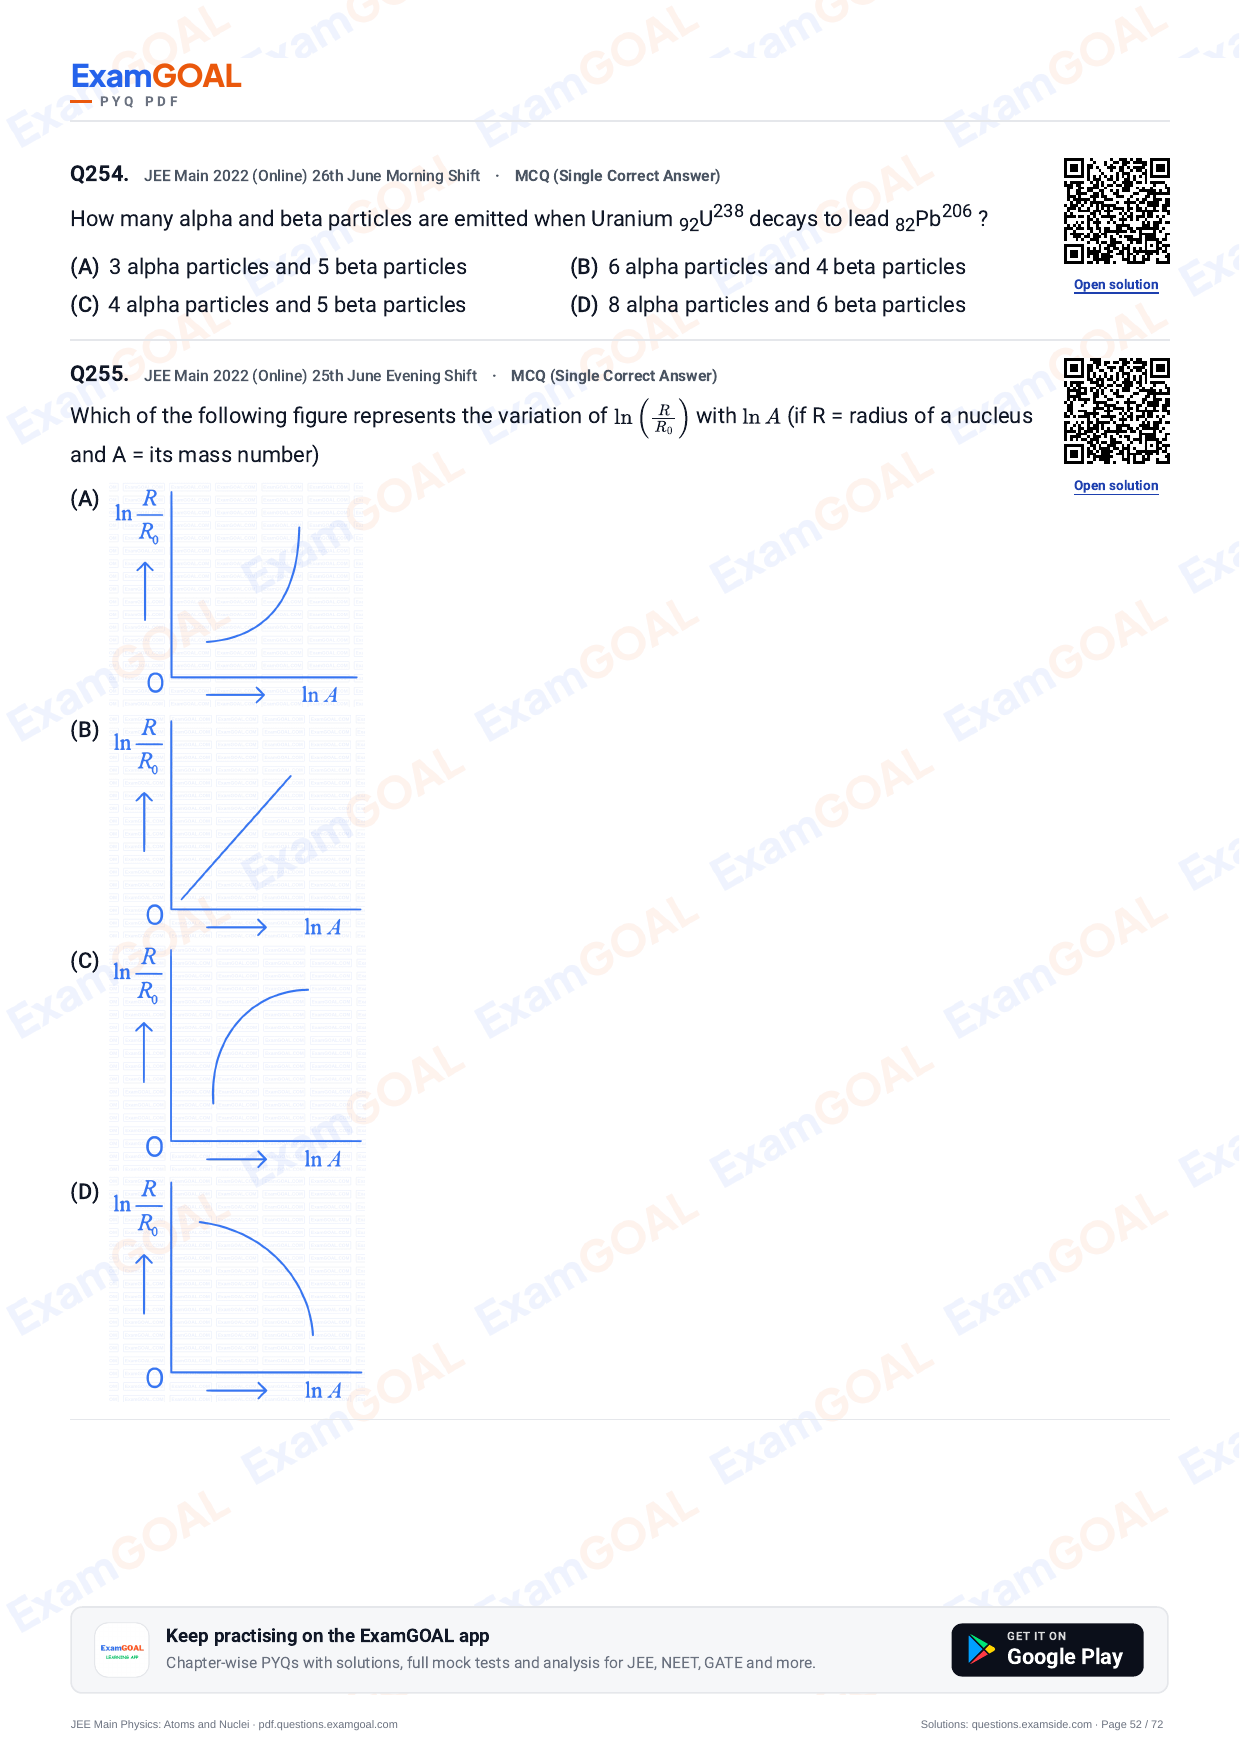 ExamGOAL
PYQ PDF
Q254. JEE Main 2022 (Online) 26th June Morning Shift · MCQ (Single Correct Answer)
How many alpha and beta particles are emitted when Uranium ₉₂U²³⁸ decays to lead ₈₂Pb²⁰⁶ ?
(A) 3 alpha particles and 5 beta particles
(B) 6 alpha particles and 4 beta particles
(C) 4 alpha particles and 5 beta particles
(D) 8 alpha particles and 6 beta particles
Open solution
Q255. JEE Main 2022 (Online) 25th June Evening Shift · MCQ (Single Correct Answer)
Which of the following figure represents the variation of ln(R/R₀) with ln A (if R = radius of a nucleus
and A = its mass number)
Open solution
(A) ln R/R₀
O ln A
(B) ln R/R₀
O ln A
(C) ln R/R₀
O ln A
(D) ln R/R₀
O ln A
ExamGOAL
LEARNING APP
Keep practising on the ExamGOAL app
Chapter-wise PYQs with solutions, full mock tests and analysis for JEE, NEET, GATE and more.
GET IT ON
Google Play
JEE Main Physics: Atoms and Nuclei · pdf.questions.examgoal.com
Solutions: questions.examside.com · Page 52 / 72